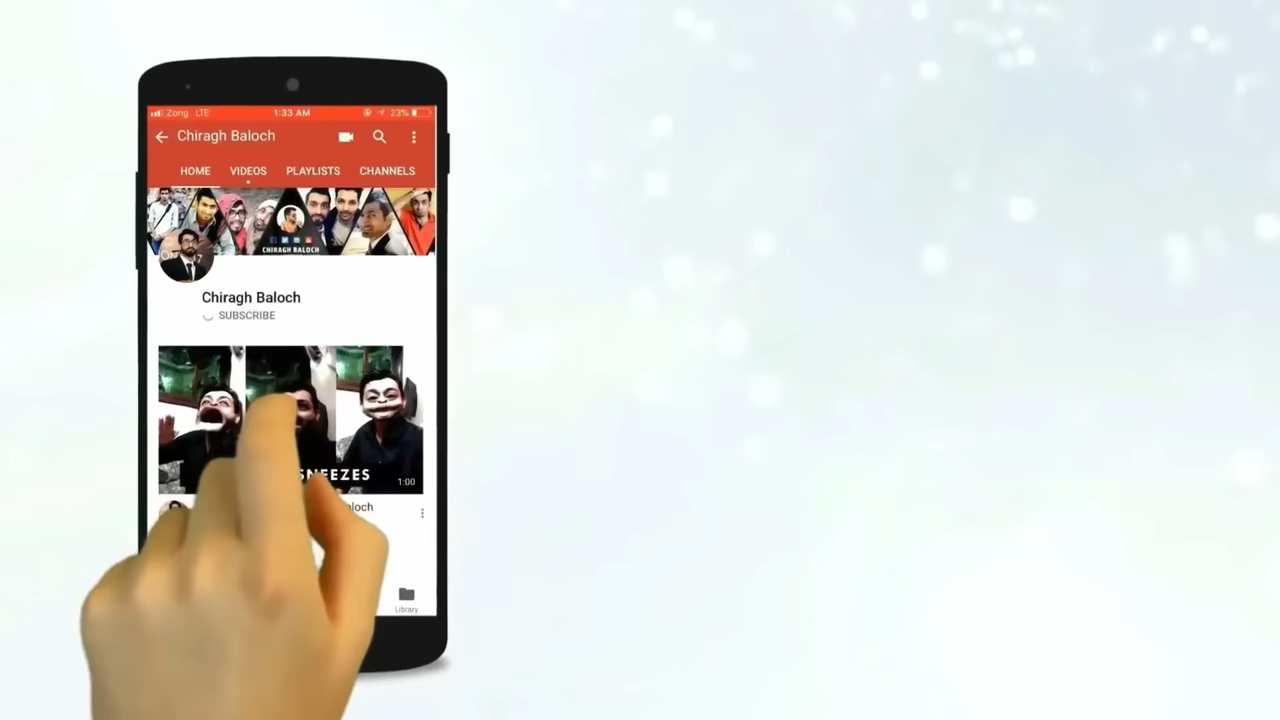 Zong LTE 1:33 AM 23%
Chiragh Baloch
HOME VIDEOS PLAYLISTS CHANNELS
CHIRAGH BALOCH
Chiragh Baloch
SUBSCRIBE
SNEEZES
1:00
Library